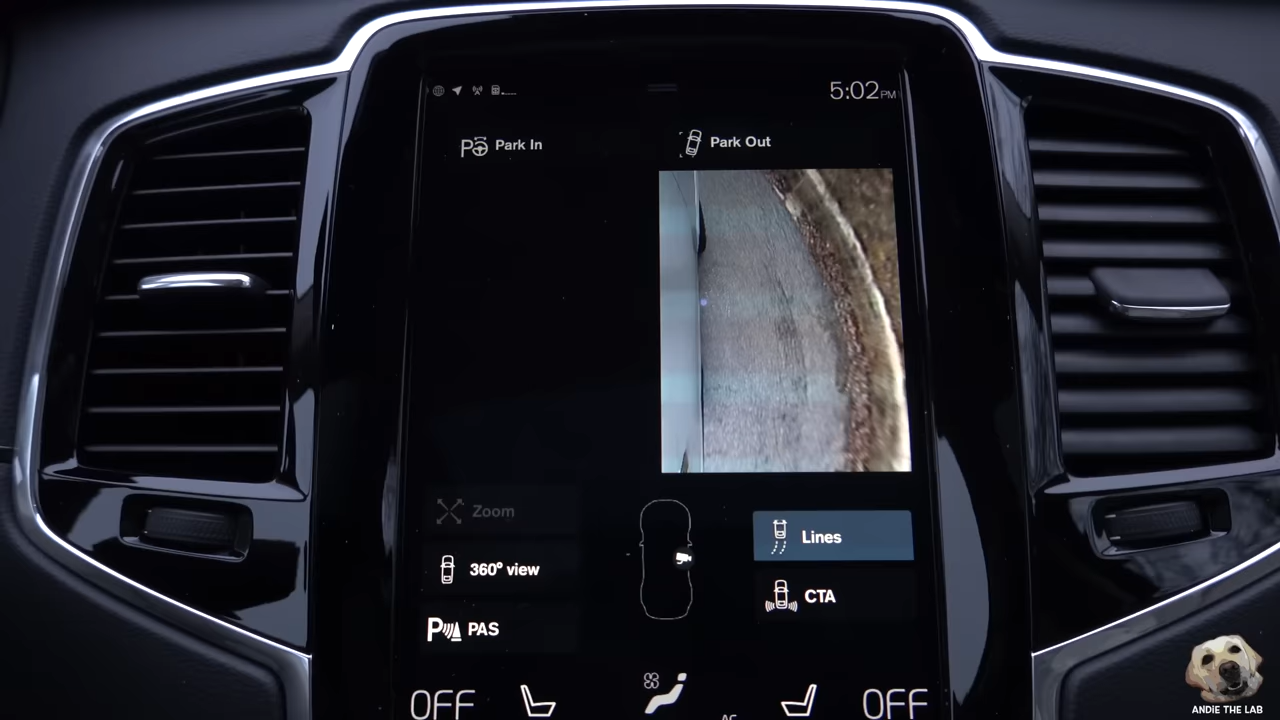 5:02PM
Park In
Park Out
Zoom
Lines
360° view
CTA
PAS
OFF
OFF
ANDIE THE LAB